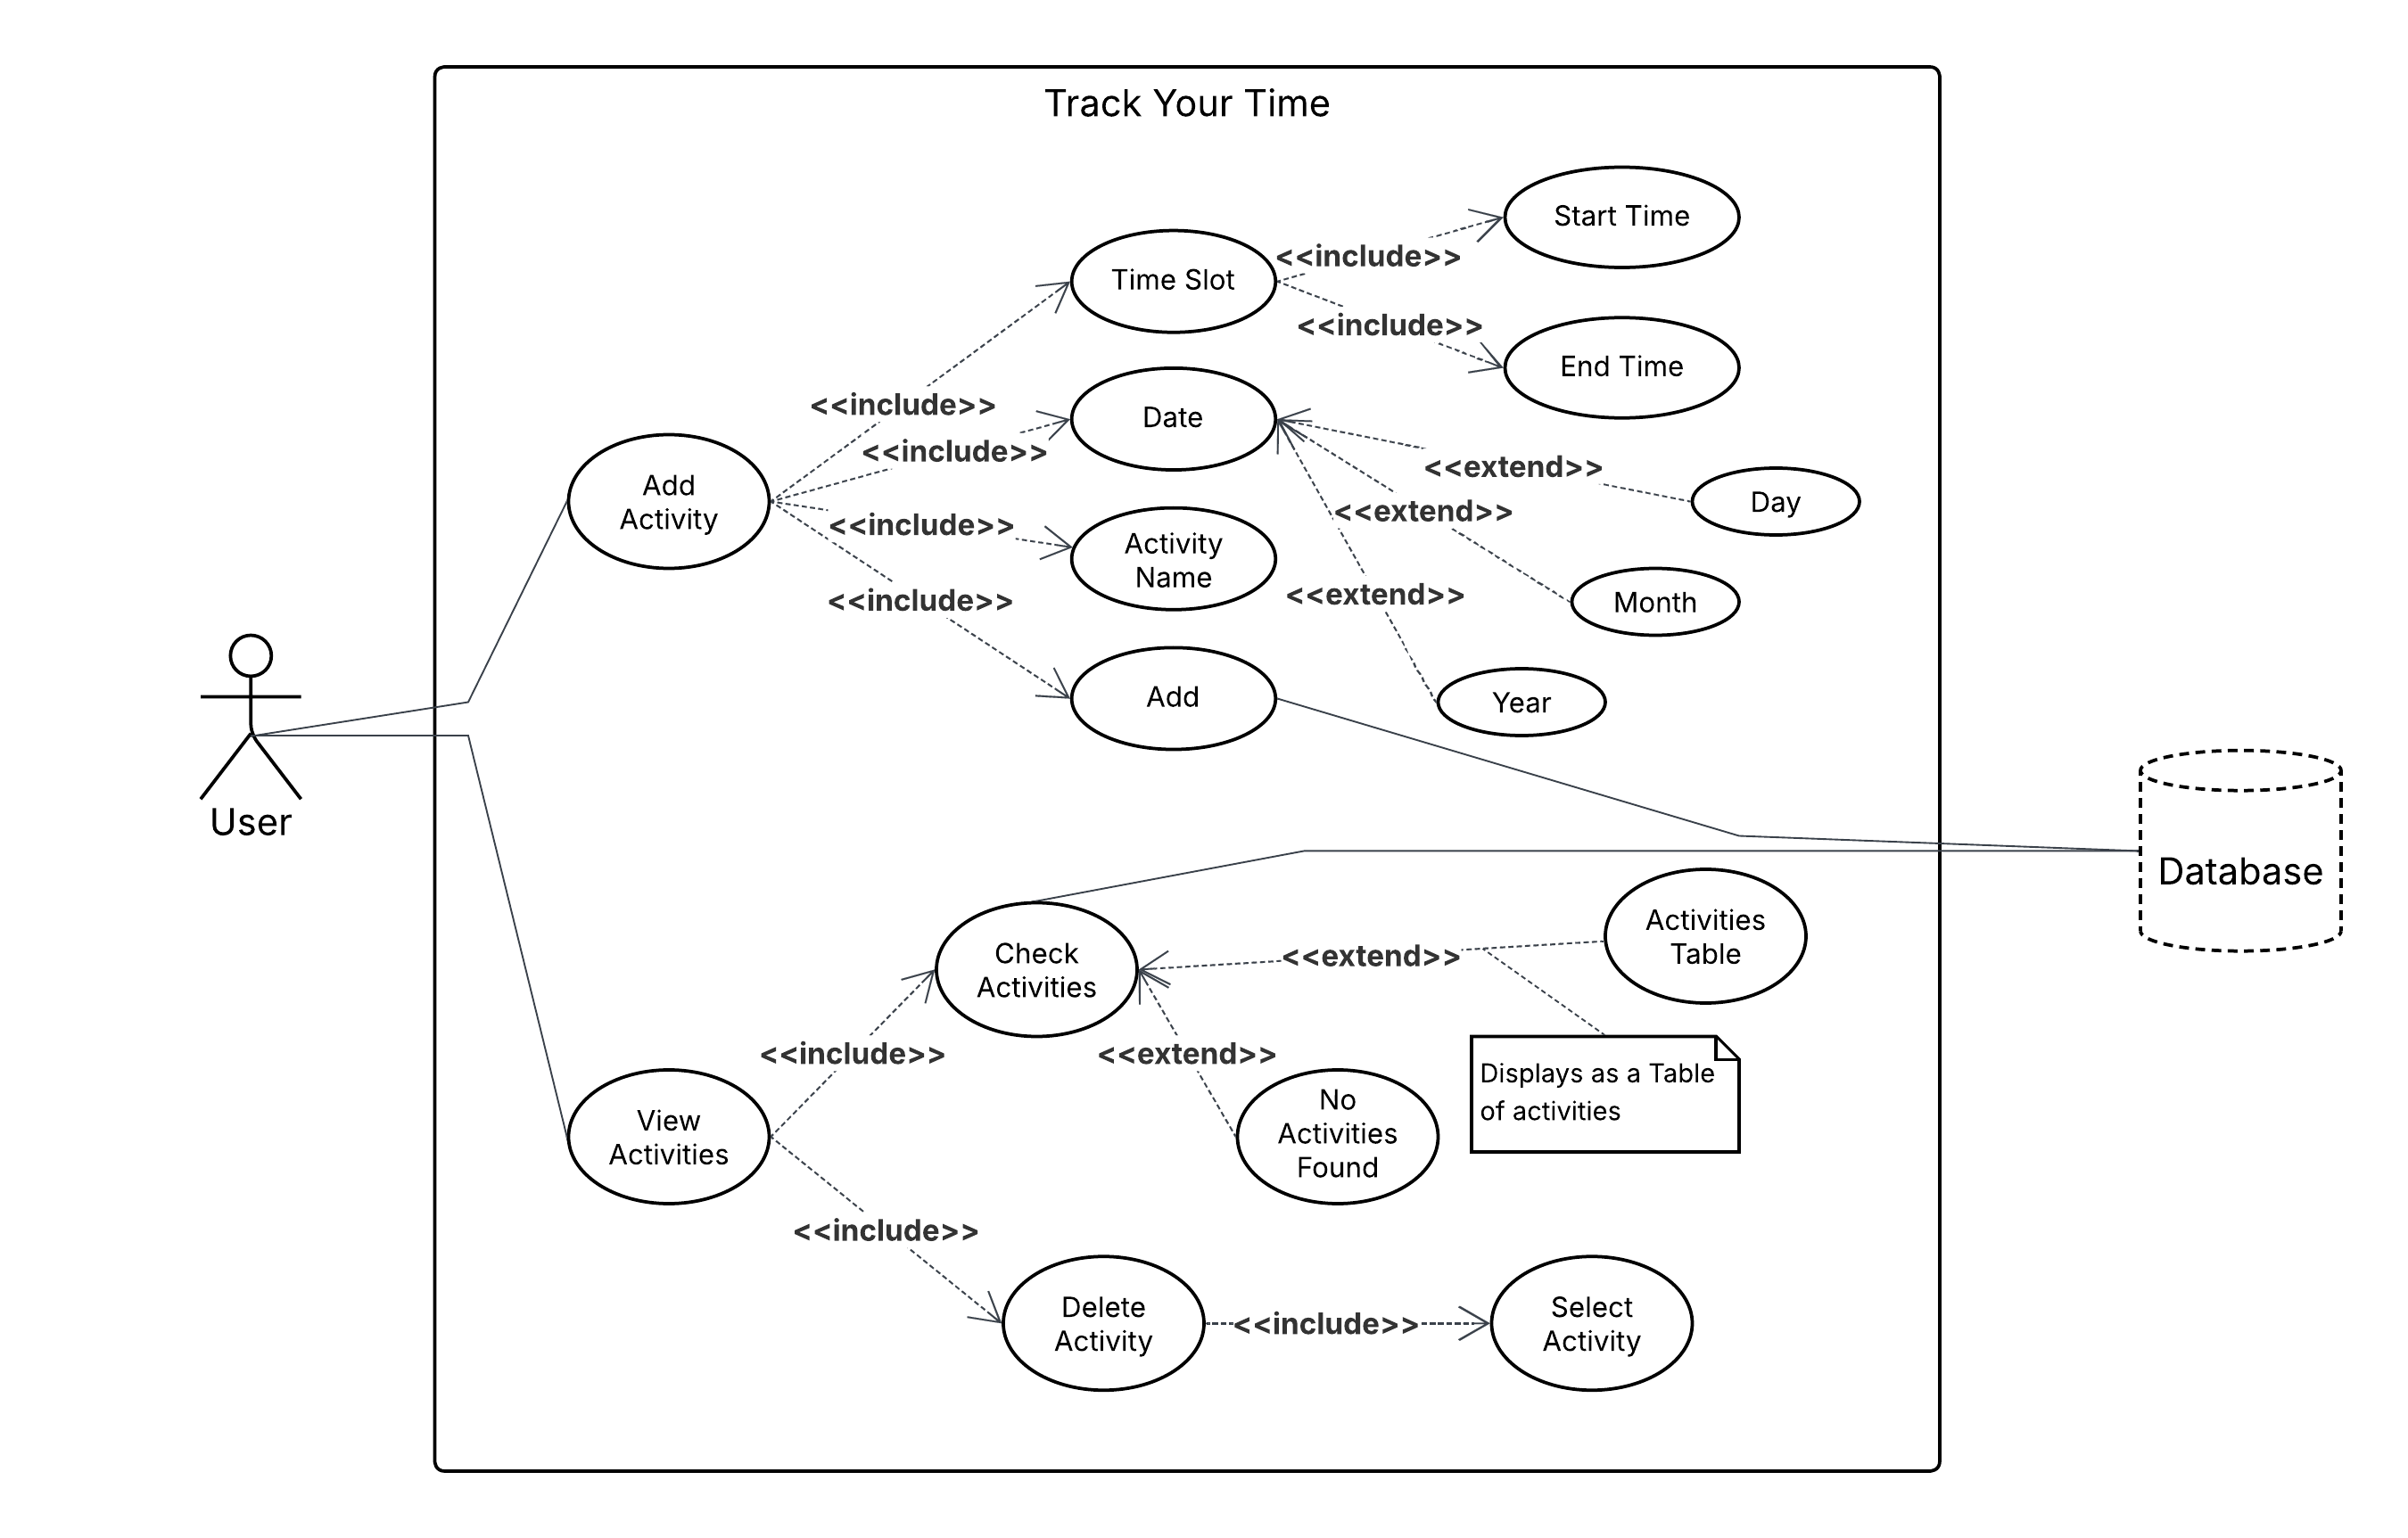 Track Your Time
Start Time
<<include>>
Time Slot
<<include>>
End Time
<<include>>
Date
<<include>>
<<extend>>
Day
Add
Activity
<<extend>>
<<include>>
Activity
Name
<<extend>>
Month
<<include>>
Add
Year
User
Database
Check
Activities
<<extend>>
Activities
Table
<<include>>
<<extend>>
Displays as a Table
of activities
View
Activities
No
Activities
Found
<<include>>
Delete
Activity
<<include>>
Select
Activity